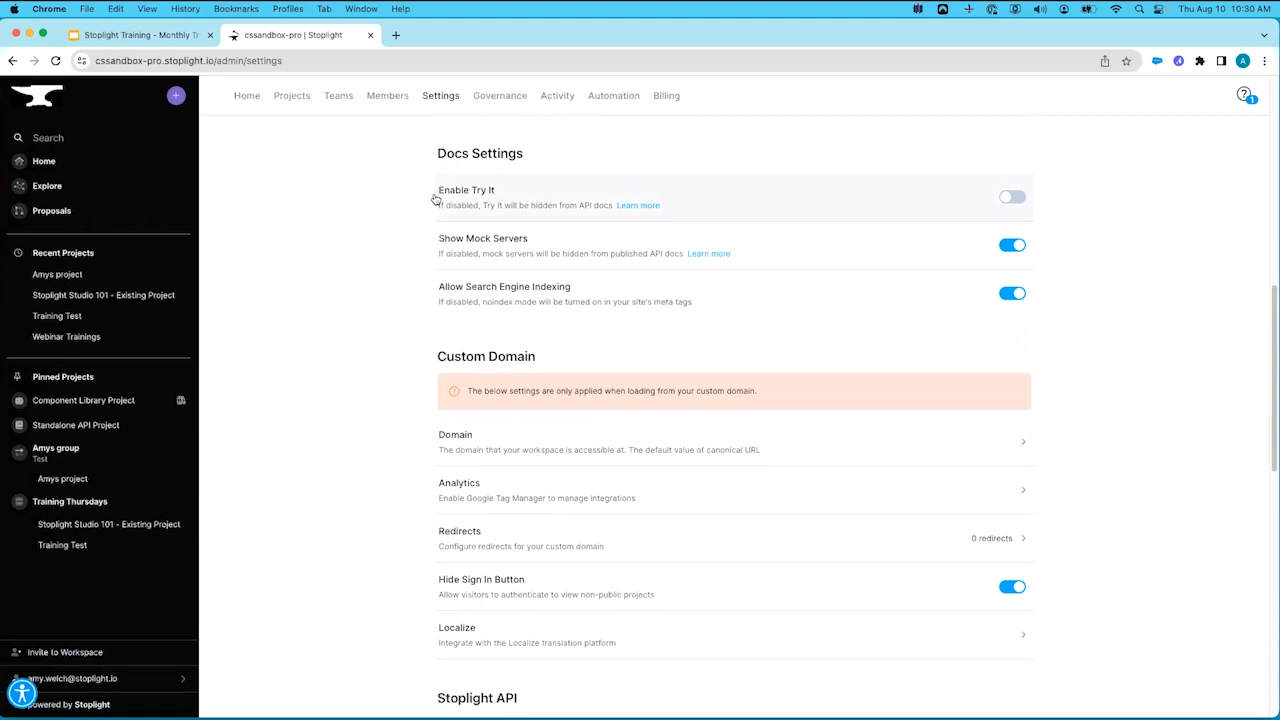 Chrome File Edit View History Bookmarks Profiles Tab Window Help Thu Aug 10 10:30 AM
Stoplight Training - Monthly Tr
cssandbox-pro | Stoplight
cssandbox-pro.stoplight.io/admin/settings
A
Home Projects Teams Members Settings Governance Activity Automation Billing
1
Search
Home
Explore
Proposals
Recent Projects
Amys project
Stoplight Studio 101 - Existing Project
Training Test
Webinar Trainings
Pinned Projects
Component Library Project
Standalone API Project
Amys group
Test
Amys project
Training Thursdays
Stoplight Studio 101 - Existing Project
Training Test
Invite to Workspace
amy.welch@stoplight.io
powered by Stoplight
Docs Settings
Enable Try It
If disabled, Try It will be hidden from API docs Learn more
Show Mock Servers
If disabled, mock servers will be hidden from published API docs Learn more
Allow Search Engine Indexing
If disabled, noindex mode will be turned on in your site's meta tags
Custom Domain
The below settings are only applied when loading from your custom domain.
Domain
The domain that your workspace is accessible at. The default value of canonical URL
Analytics
Enable Google Tag Manager to manage integrations
Redirects
Configure redirects for your custom domain
0 redirects
Hide Sign In Button
Allow visitors to authenticate to view non-public projects
Localize
Integrate with the Localize translation platform
Stoplight API